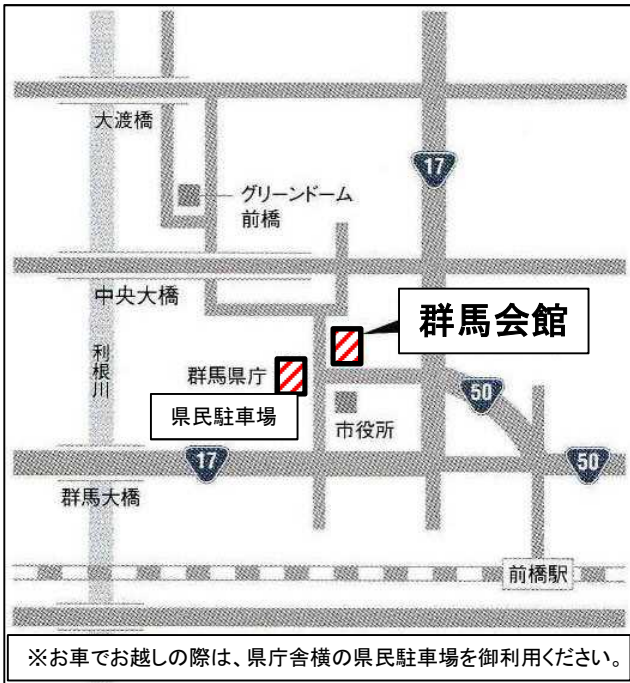 大渡橋
17
グリーンドーム
前橋
中央大橋
群馬会館
利根川
群馬県庁
県民駐車場
市役所
50
17
50
群馬大橋
前橋駅
※お車でお越しの際は、県庁舎横の県民駐車場を御利用ください。